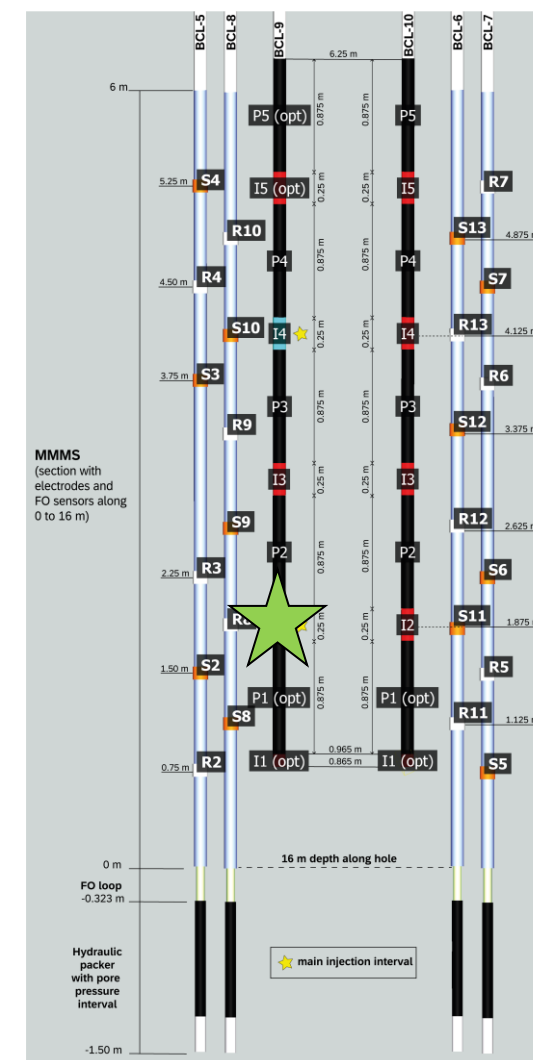 BCL-5
BCL-8
BCL-9
BCL-10
BCL-6
BCL-7
6.25 m
6 m
P5 (opt)
0.875 m
0.875 m
P5
5.25 m
S4
I5 (opt)
0.25 m
0.25 m
I5
R7
R10
S13
4.875 m
P4
0.875 m
0.875 m
P4
4.50 m
R4
S7
S10
I4
0.25 m
0.25 m
I4
R13
4.125 m
3.75 m
S3
R6
P3
0.875 m
0.875 m
P3
R9
S12
3.375 m
MMMS
(section with
electrodes and
FO sensors along
0 to 16 m)
I3
0.25 m
0.25 m
I3
S9
R12
2.625 m
P2
0.875 m
0.875 m
P2
2.25 m
R3
S6
0.25 m
0.25 m
I2
S11
1.875 m
1.50 m
S2
R5
P1 (opt)
0.875 m
0.875 m
P1 (opt)
S8
R11
1.125 m
0.965 m
0.75 m
R2
I1 (opt)
0.865 m
I1 (opt)
S5
0 m
16 m depth along hole
FO loop
-0.323 m
Hydraulic
packer
with pore
pressure
interval
main injection interval
-1.50 m